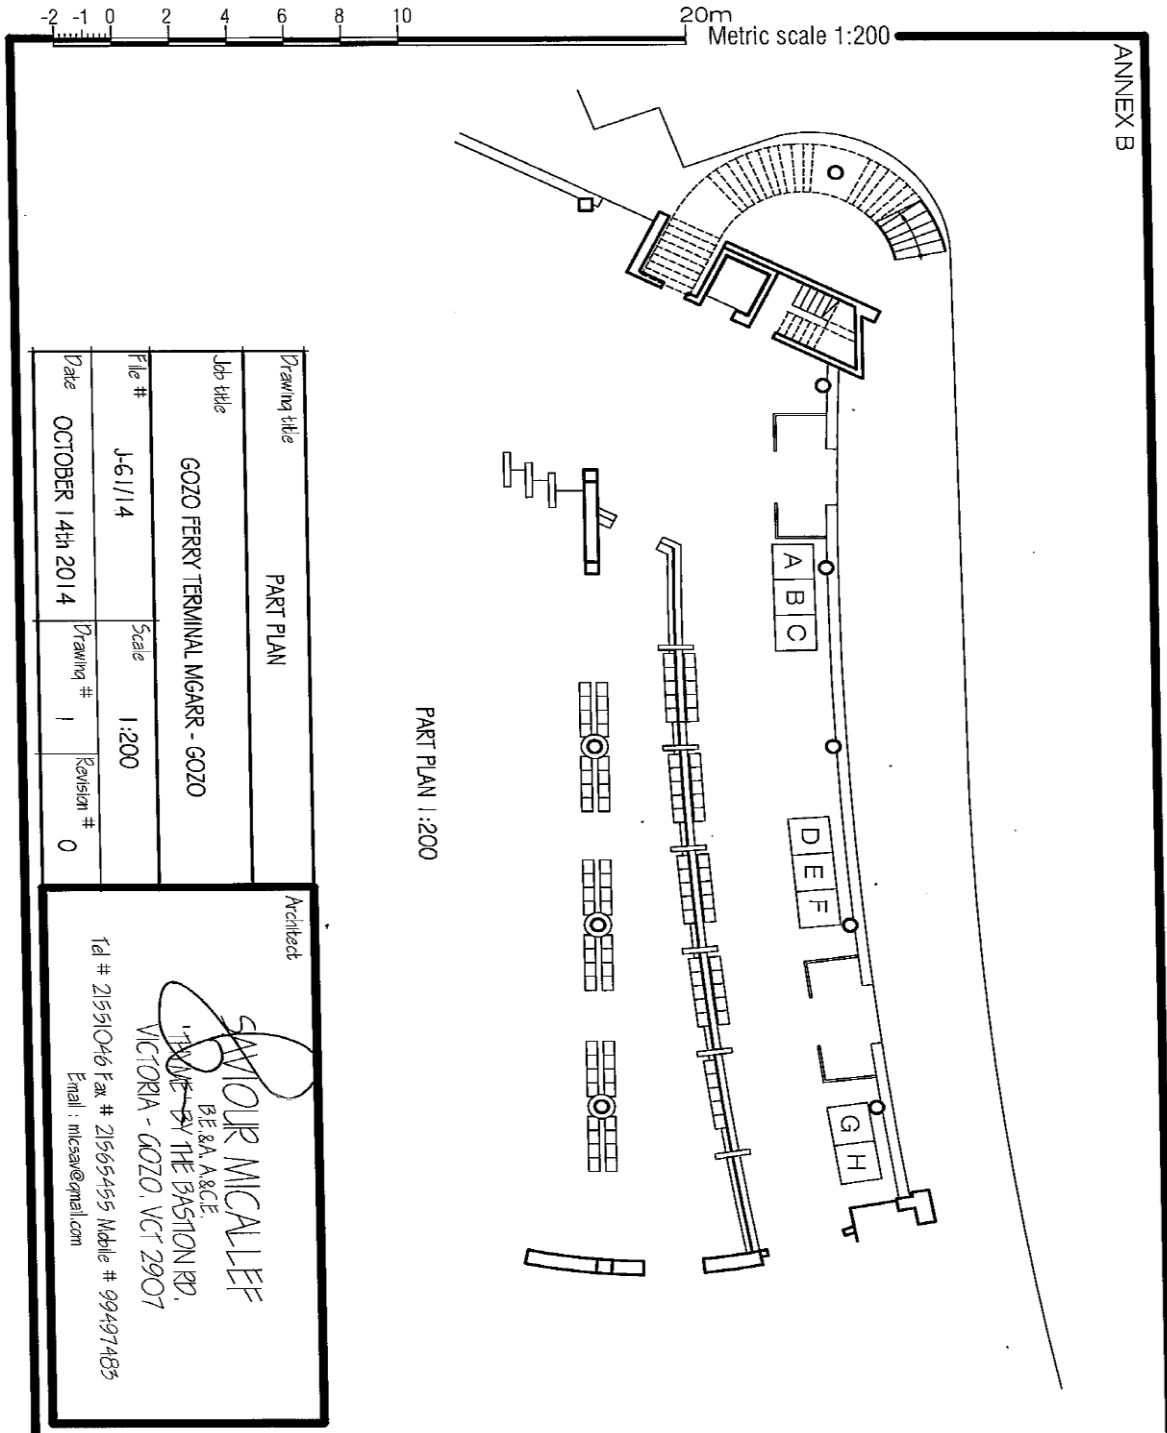 -2 -1 0 2 4 6 8 10 20m
Metric scale 1:200
ANNEX B
A B C
D E F
G H
PART PLAN 1:200
Drawing title
PART PLAN
Job title
GOZO FERRY TERMINAL MGARR - GOZO
File #
J-61/14
Scale
1:200
Date
OCTOBER 14th 2014
Drawing #
1
Revision #
0
Architect
SAVIOUR MICALLEF
B.E.&A. A.&C.E.
BY THE BASTION RD.
VICTORIA - GOZO. VCT 2907
Tel # 21551046 Fax # 21565455 Mobile # 99497483
Email : micsav@gmail.com